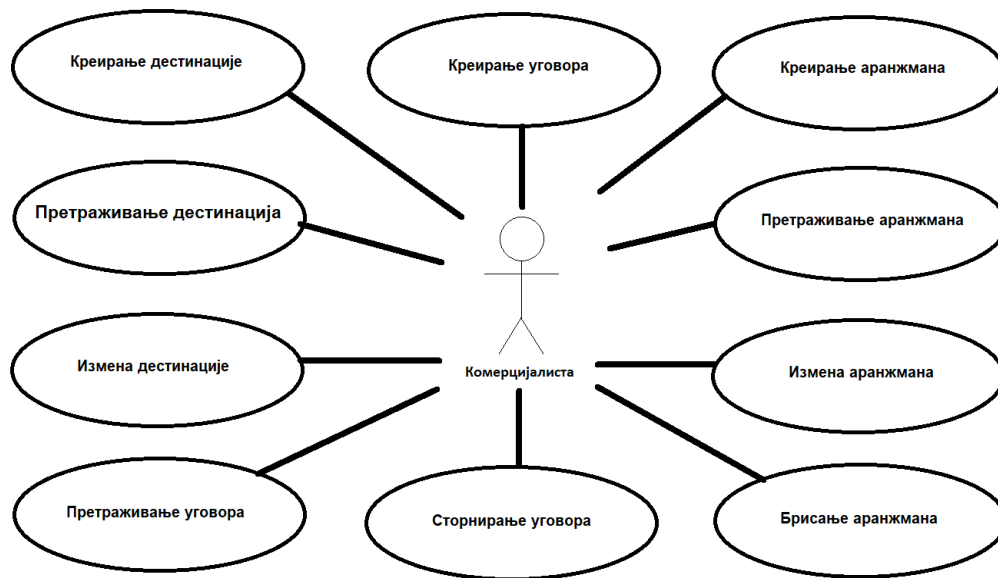 Креирање дестинације
Креирање уговора
Креирање аранжмана
Претраживање дестинација
Претраживање аранжмана
Измена дестинације
Комерцијалиста
Измена аранжмана
Претраживање уговора
Сторнирање уговора
Брисање аранжмана